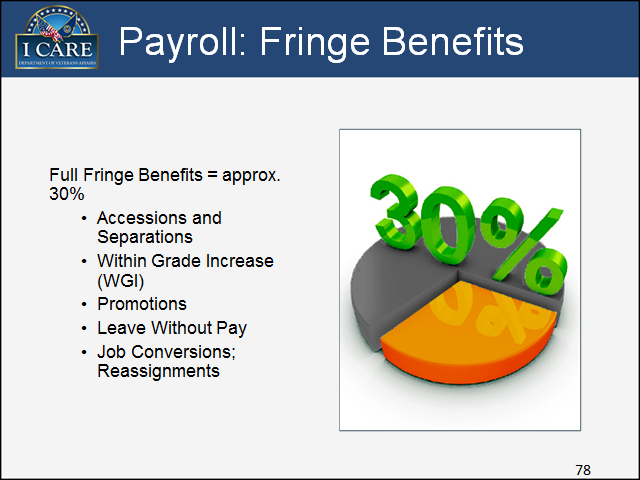 I CARE
DEPARTMENT OF VETERANS AFFAIRS
Payroll: Fringe Benefits
Full Fringe Benefits = approx.
30%
• Accessions and
Separations
• Within Grade Increase
(WGI)
• Promotions
• Leave Without Pay
• Job Conversions;
Reassignments
30%
78